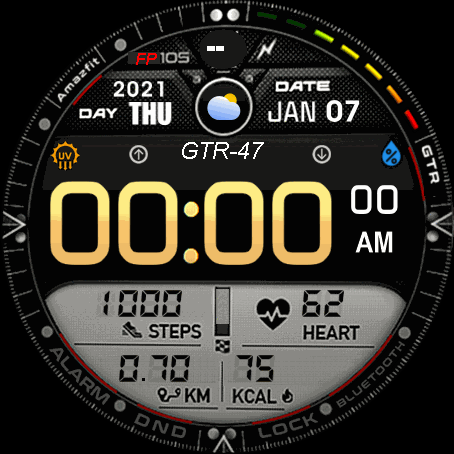 Amazfit
FP105
--
2021
DAY THU
DATE
JAN 07
GTR
UV
GTR-47
%
00:00
00
AM
1000
STEPS
62
HEART
0.70
KM
75
KCAL
ALARM
DND
LOCK
BLUETOOTH